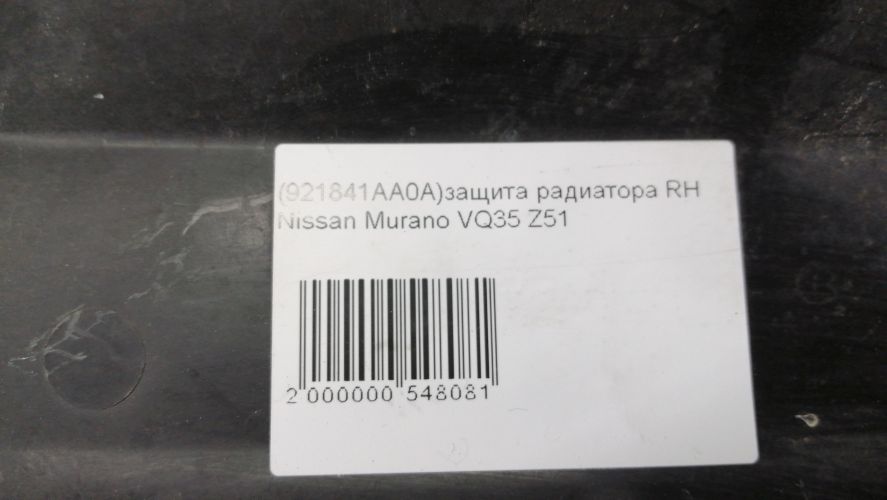 (921841AA0A)защита радиатора RH
Nissan Murano VQ35 Z51
2 000000 548081